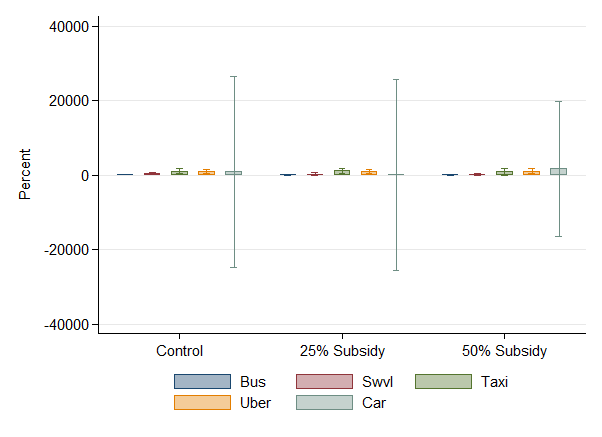 40000
20000
0
-20000
-40000
Percent
Control 25% Subsidy 50% Subsidy
Bus Swvl Taxi
Uber Car